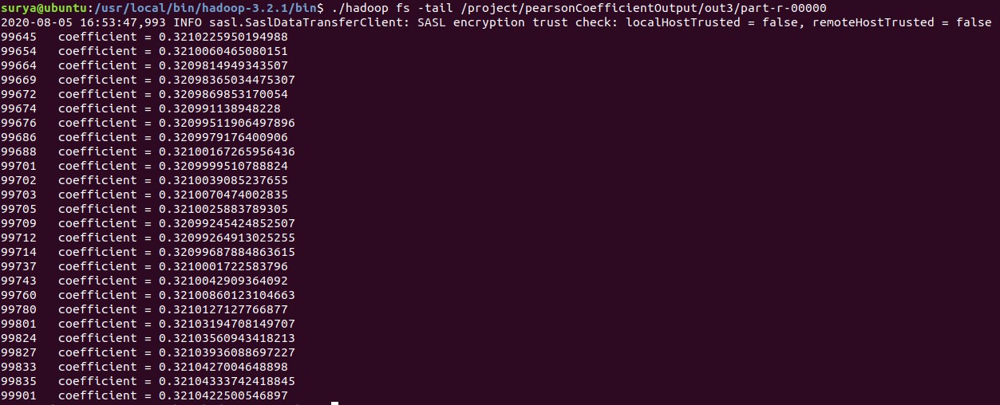 surya@ubuntu:/usr/local/bin/hadoop-3.2.1/bin$ ./hadoop fs -tail /project/pearsonCoefficientOutput/out3/part-r-00000
2020-08-05 16:53:47,993 INFO sasl.SaslDataTransferClient: SASL encryption trust check: localHostTrusted = false, remoteHostTrusted = false
99645   coefficient = 0.3210225950194988
99654   coefficient = 0.3210060465080151
99664   coefficient = 0.3209814949343507
99669   coefficient = 0.32098365034475307
99672   coefficient = 0.3209869853170054
99674   coefficient = 0.320991138948228
99676   coefficient = 0.32099511906497896
99686   coefficient = 0.3209979176400906
99688   coefficient = 0.32100167265956436
99701   coefficient = 0.3209999510788824
99702   coefficient = 0.3210039085237655
99703   coefficient = 0.3210070474002835
99705   coefficient = 0.3210025883789305
99709   coefficient = 0.32099245424852507
99712   coefficient = 0.32099264913025255
99714   coefficient = 0.32099687884863615
99737   coefficient = 0.3210001722583796
99743   coefficient = 0.3210042909364092
99760   coefficient = 0.32100860123104663
99780   coefficient = 0.3210127127766877
99801   coefficient = 0.32103194708149707
99824   coefficient = 0.32103560943418213
99827   coefficient = 0.32103936088697227
99833   coefficient = 0.3210427004648898
99835   coefficient = 0.32104333742418845
99901   coefficient = 0.3210422500546897